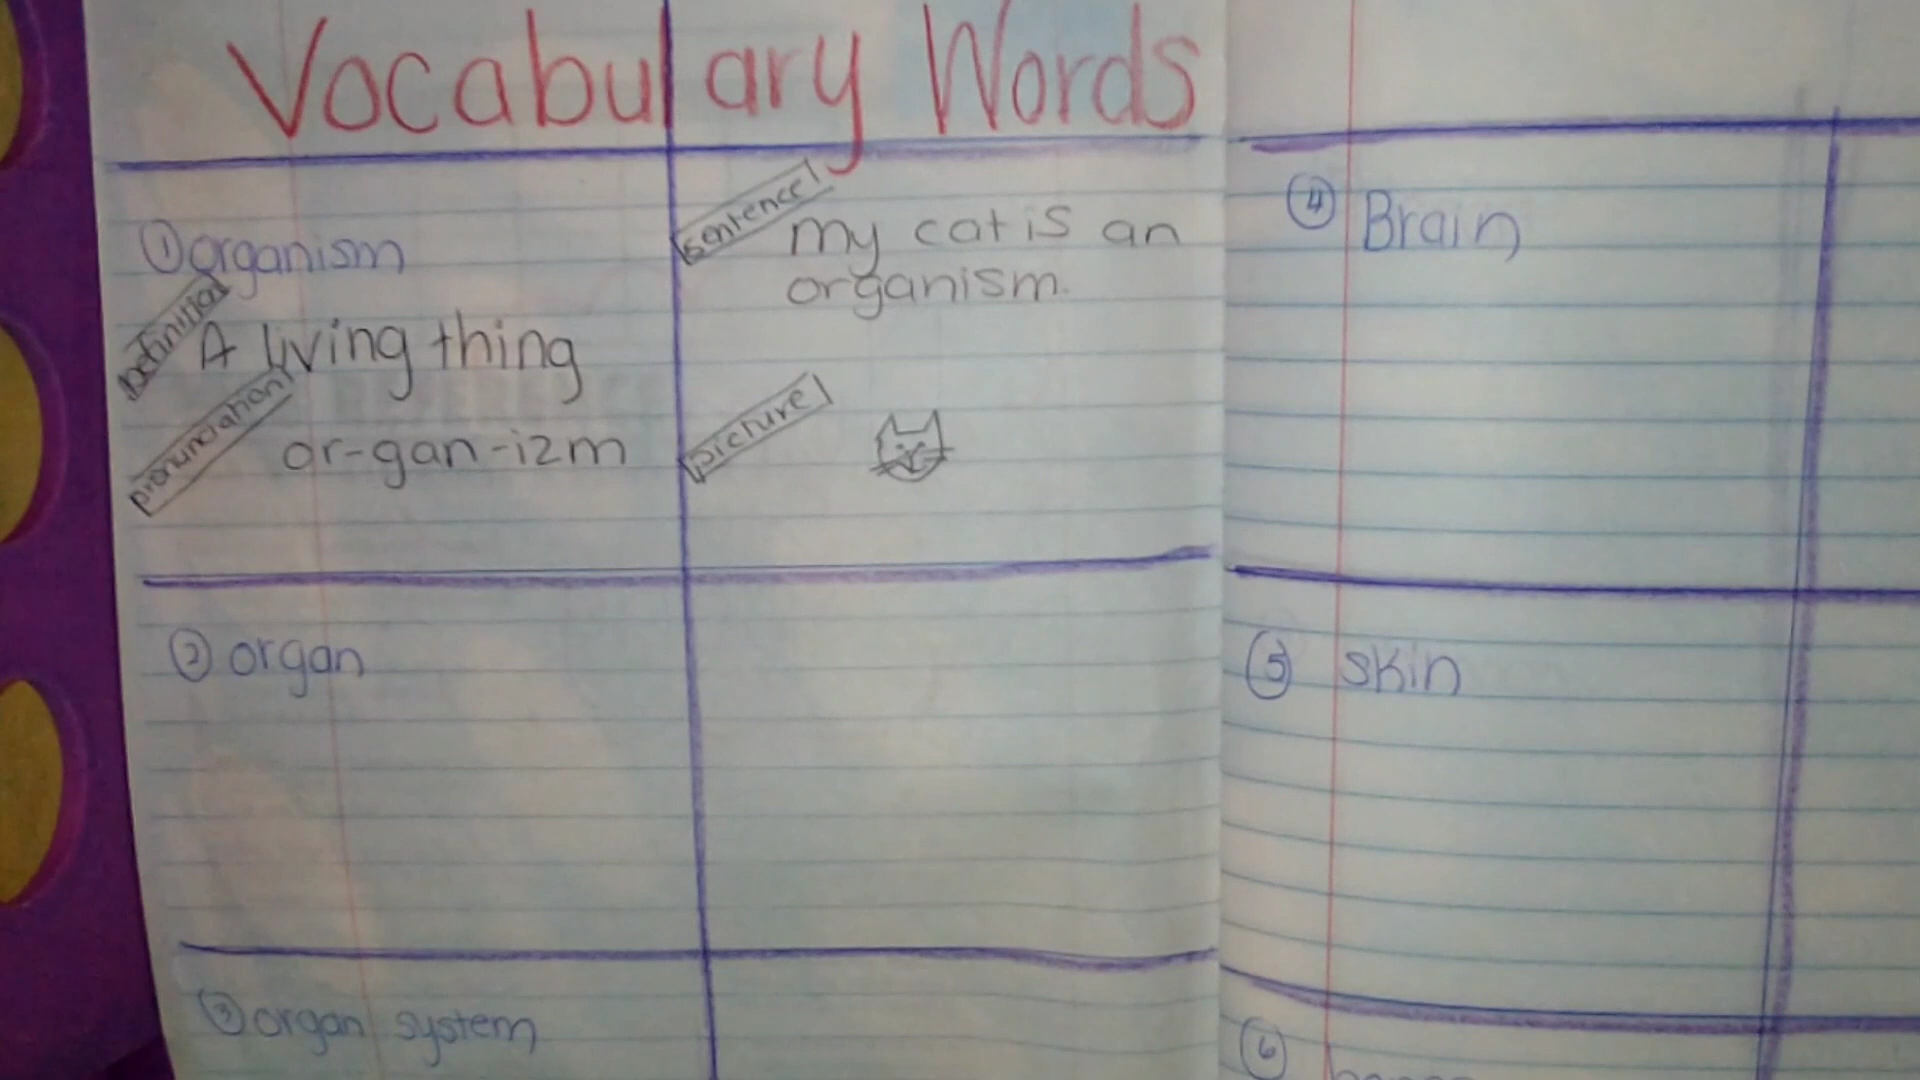 Vocabulary Words
① organism
Definition
A living thing
pronunciation
or-gan-izm
sentence
My cat is an
organism.
picture
② organ
③ organ system
④ Brain
⑤ skin
⑥